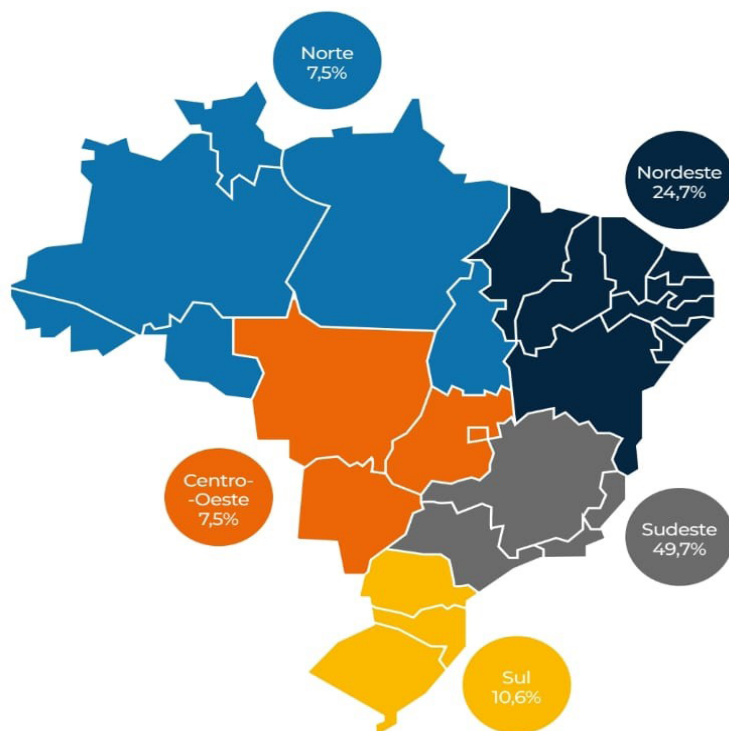 Norte
7,5%
Nordeste
24,7%
Centro-
-Oeste
7,5%
Sudeste
49,7%
Sul
10,6%